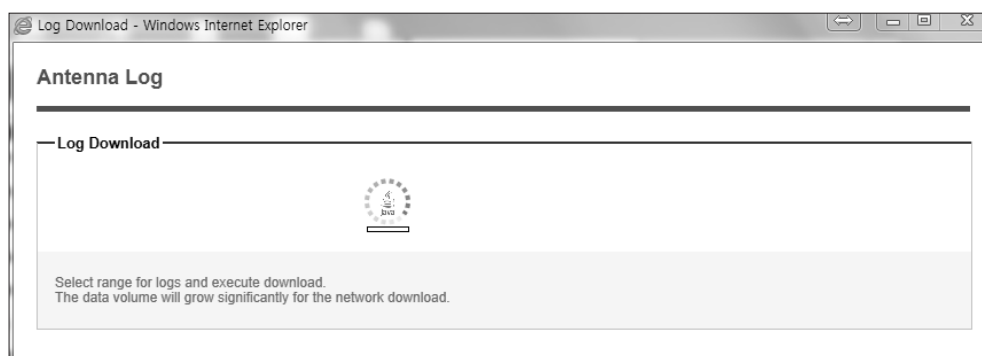 Log Download - Windows Internet Explorer
Antenna Log
Log Download
Java
Select range for logs and execute download.
The data volume will grow significantly for the network download.